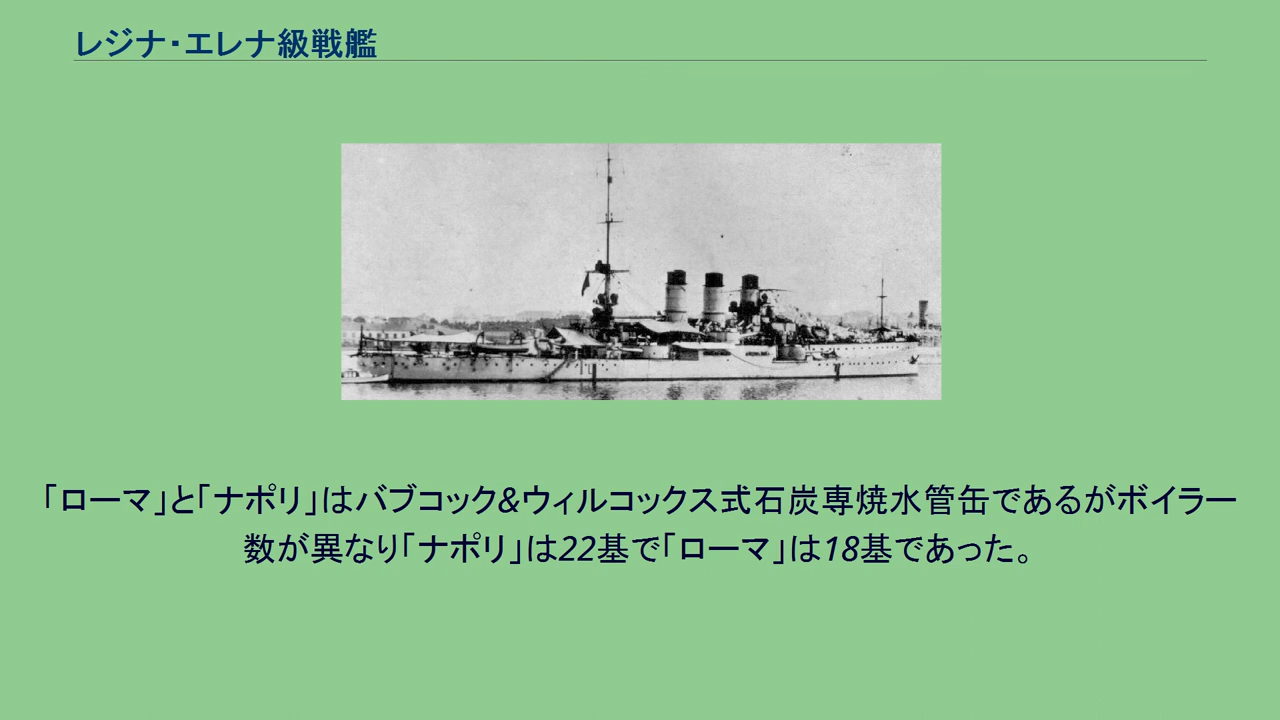 レジナ・エレナ級戦艦
「ローマ」と「ナポリ」はバブコック&ウィルコックス式石炭専焼水管缶であるがボイラー
数が異なり「ナポリ」は22基で「ローマ」は18基であった。